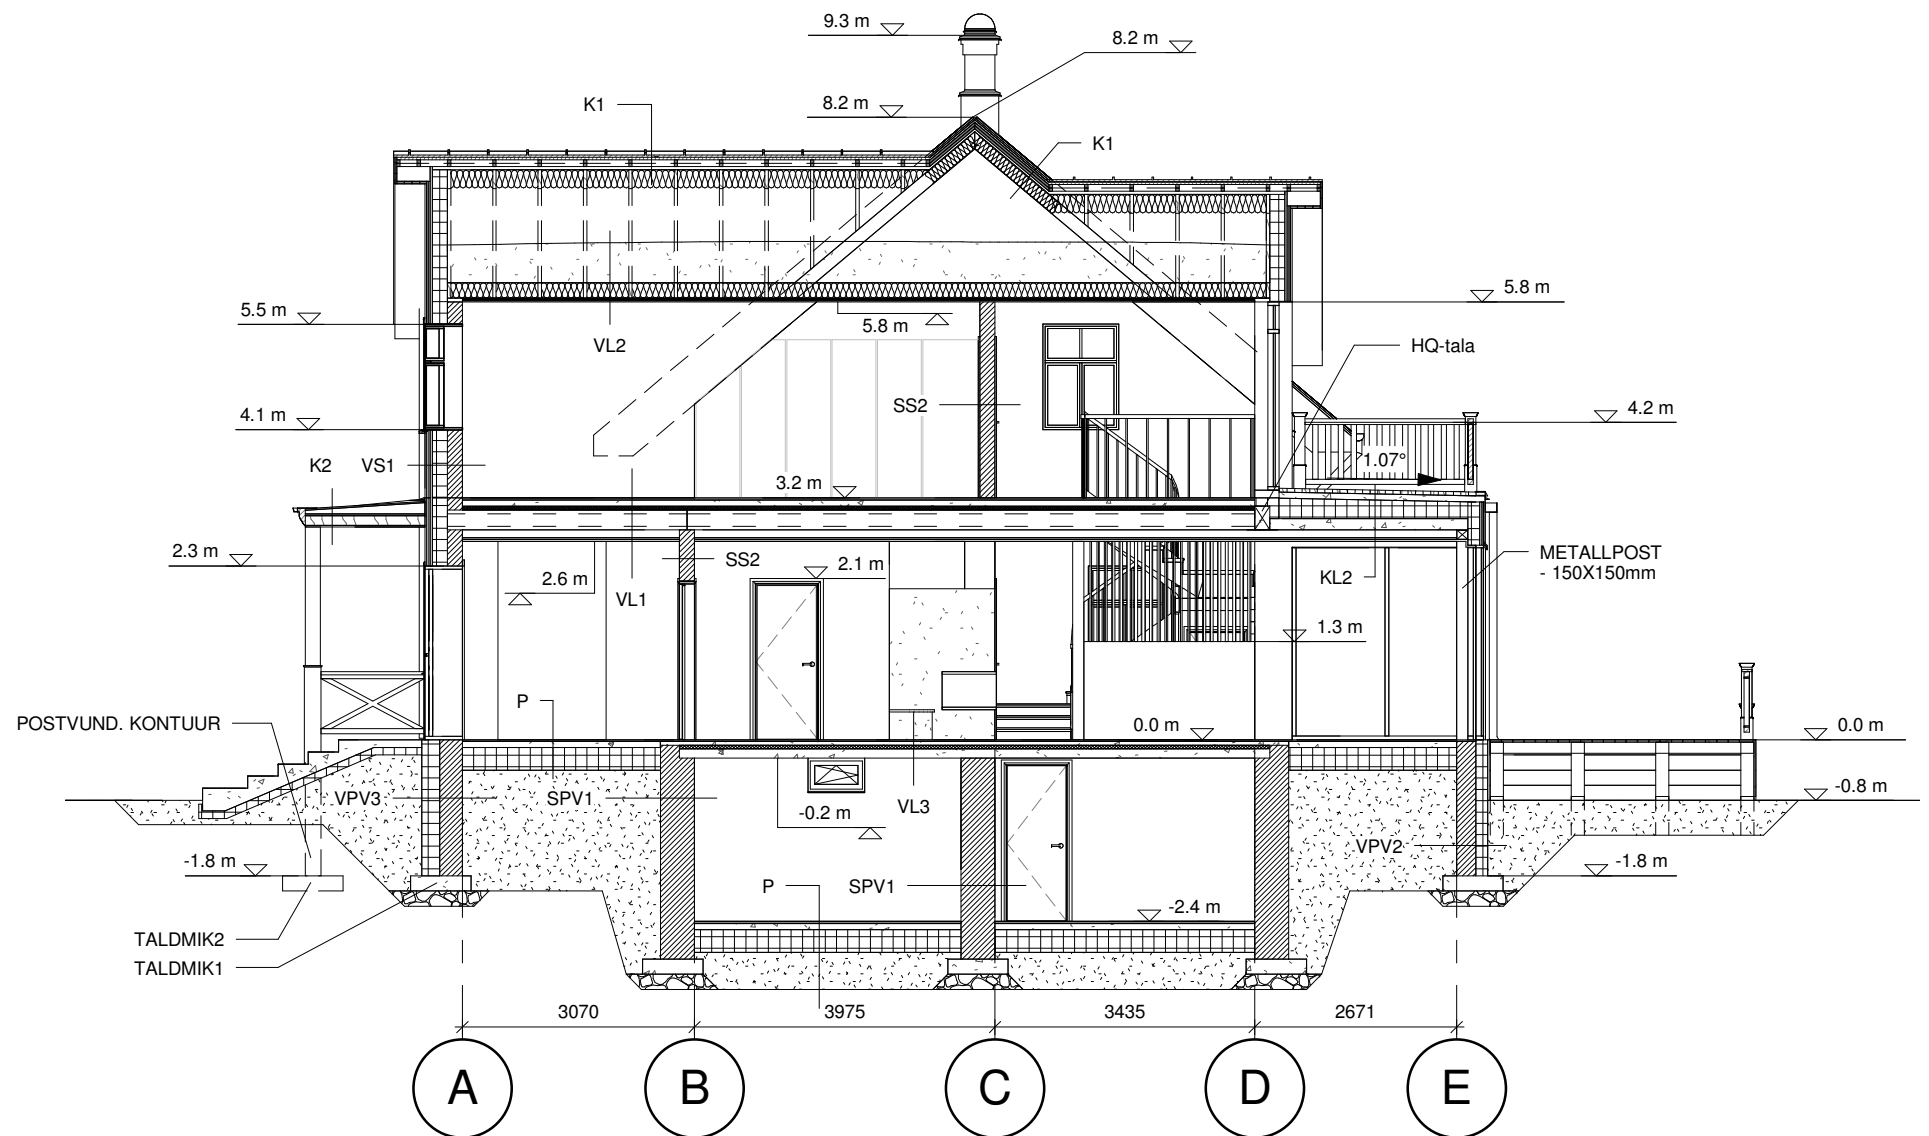 9.3 m
8.2 m
K1
8.2 m
K1
5.8 m
5.5 m
5.8 m
VL2
HQ-tala
SS2
4.1 m
4.2 m
K2
VS1
1.07°
3.2 m
2.3 m
SS2
2.1 m
METALLPOST
- 150X150mm
2.6 m
KL2
VL1
1.3 m
P
POSTVUND. KONTUUR
0.0 m
0.0 m
-0.8 m
VPV3
SPV1
VL3
-0.2 m
VPV2
-1.8 m
-1.8 m
P
SPV1
-2.4 m
TALDMIK2
TALDMIK1
3070
3975
3435
2671
A
B
C
D
E